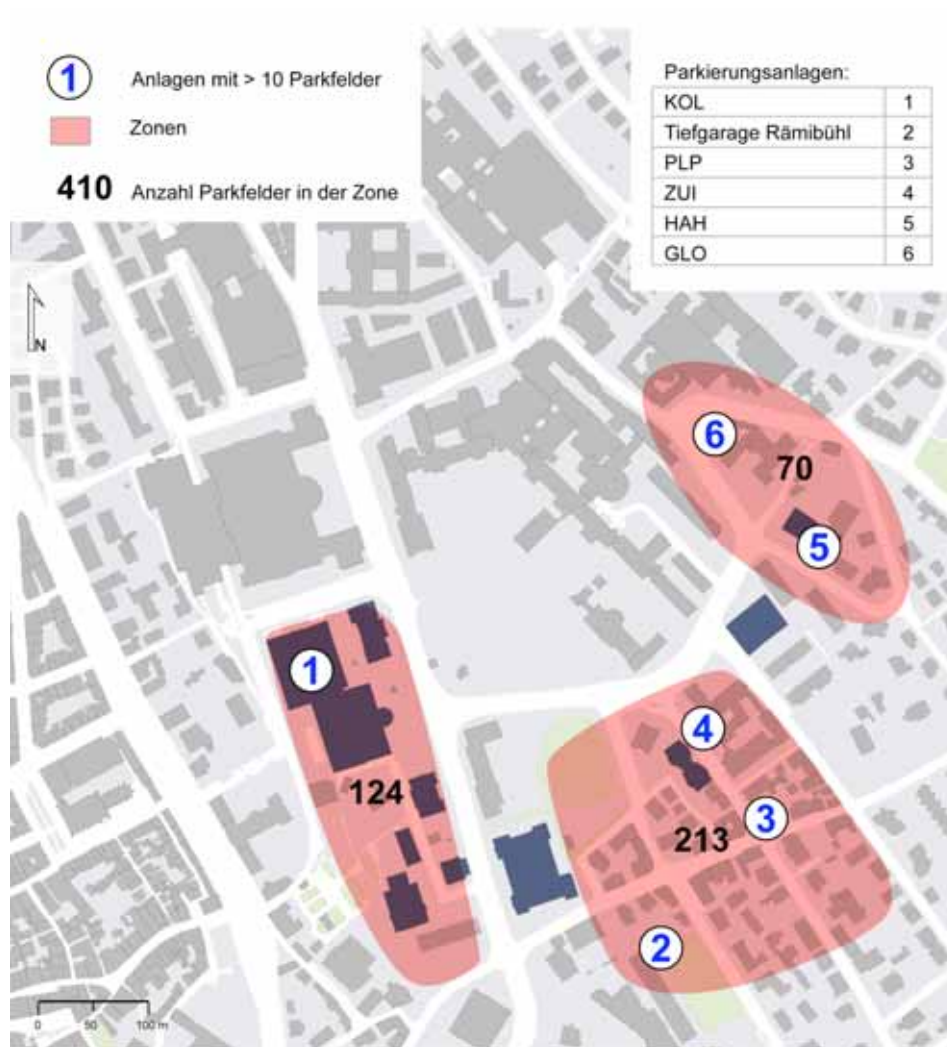 1 Anlagen mit > 10 Parkfelder
Zonen
410 Anzahl Parkfelder in der Zone
Parkierungsanlagen:
KOL 1
Tiefgarage Rämibühl 2
PLP 3
ZUI 4
HAH 5
GLO 6
N
6
70
5
1
4
124
3
213
2
0 50 100 m